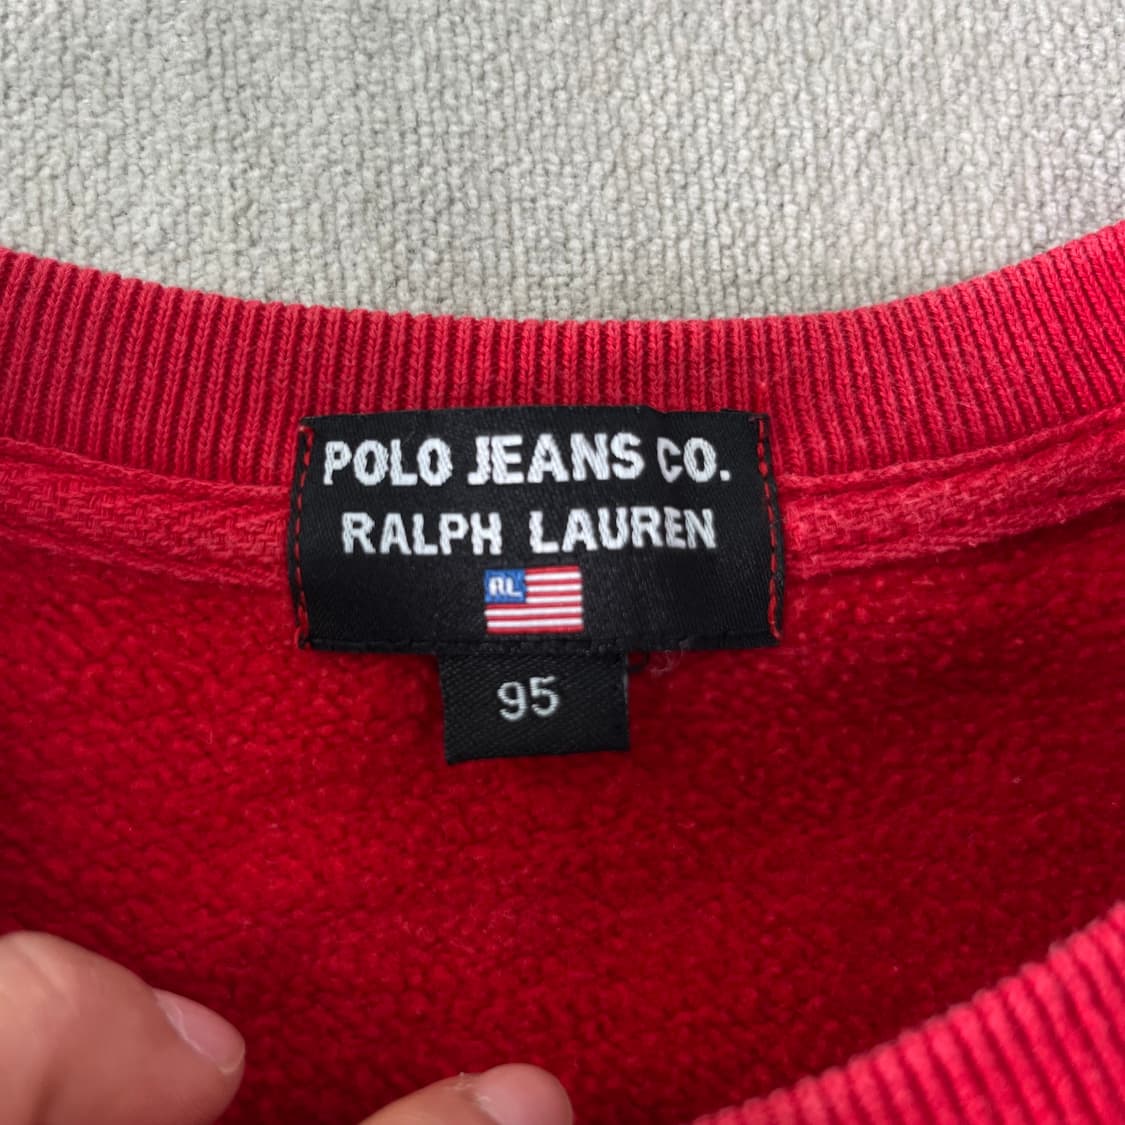 POLO JEANS CO.
RALPH LAUREN
RL
95